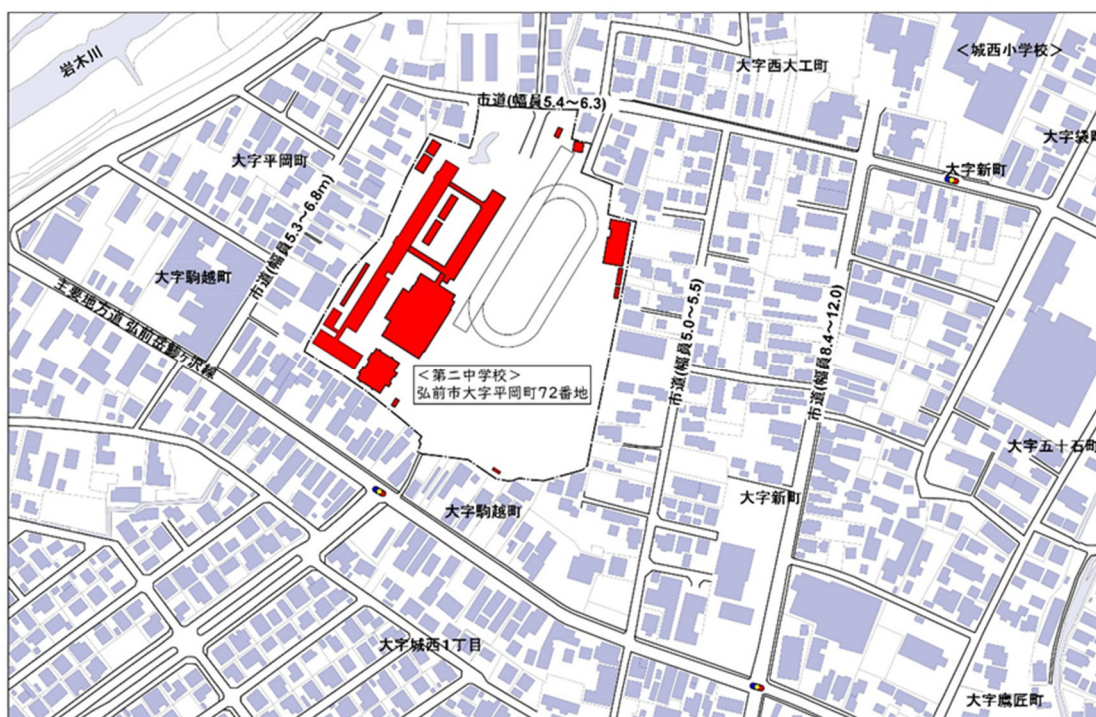 岩木川
＜城西小学校＞
大字西大工町
市道(幅員5.4～6.3)
大字袋町
大字平岡町
大字新町
市道(幅員5.3～6.8m)
大字駒越町
主要地方道 弘前岳鰺ヶ沢線
市道(幅員5.0～5.5)
市道(幅員8.4～12.0)
＜第二中学校＞
弘前市大字平岡町72番地
大字五十石町
大字新町
大字駒越町
大字城西1丁目
大字鷹匠町